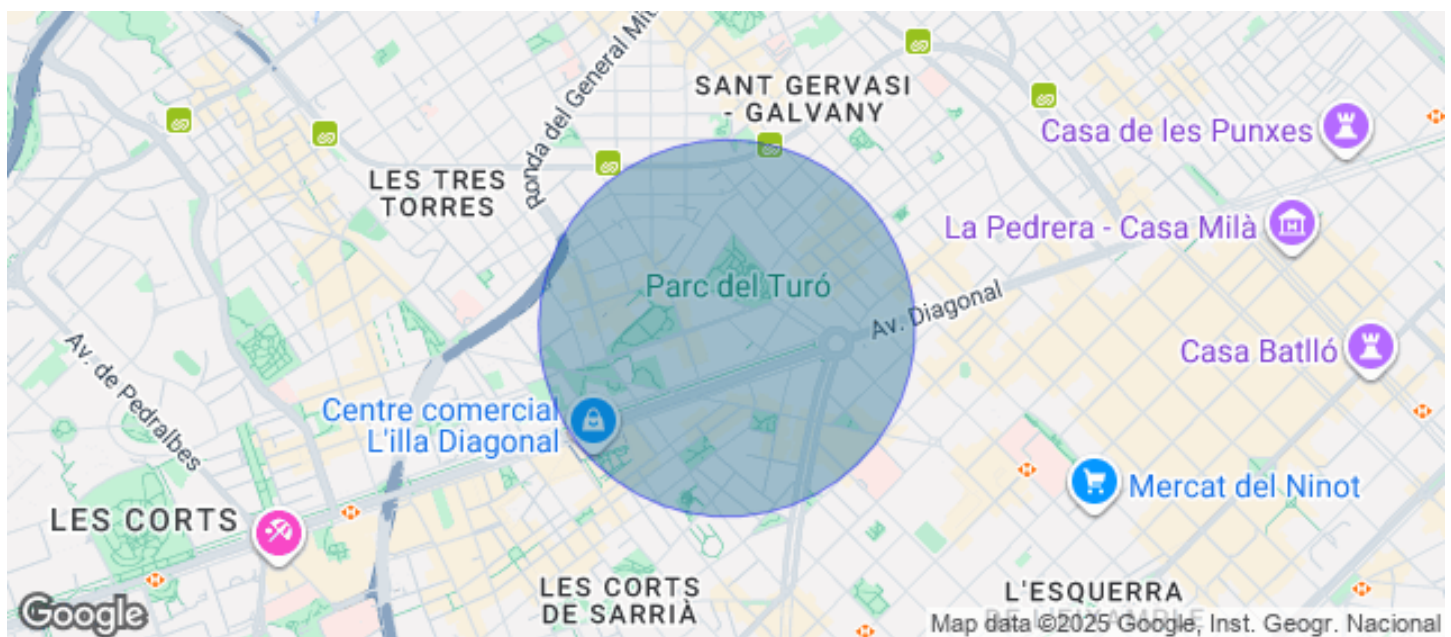 SANT GERVASI
- GALVANY
Ronda del General Mit
Casa de les Punxes
LES TRES
TORRES
La Pedrera - Casa Milà
Parc del Turó
Av. Diagonal
Av. de Pedralbes
Casa Batlló
Centre comercial
L'illa Diagonal
Mercat del Ninot
LES CORTS
LES CORTS
DE SARRIÀ
L'ESQUERRA
Google
Map data ©2025 Google, Inst. Geogr. Nacional